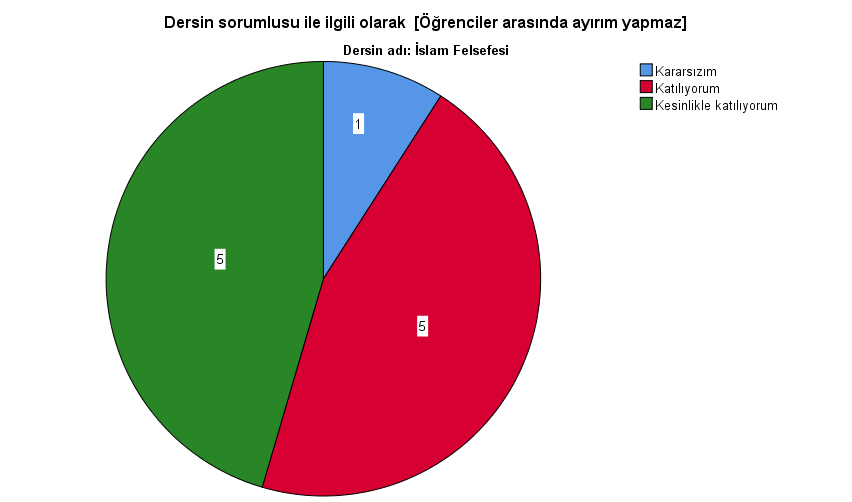 Dersin sorumlusu ile ilgili olarak [Öğrenciler arasında ayırım yapmaz]
Dersin adı: İslam Felsefesi
Kararsızım
Katılıyorum
Kesinlikle katılıyorum
1
5
5